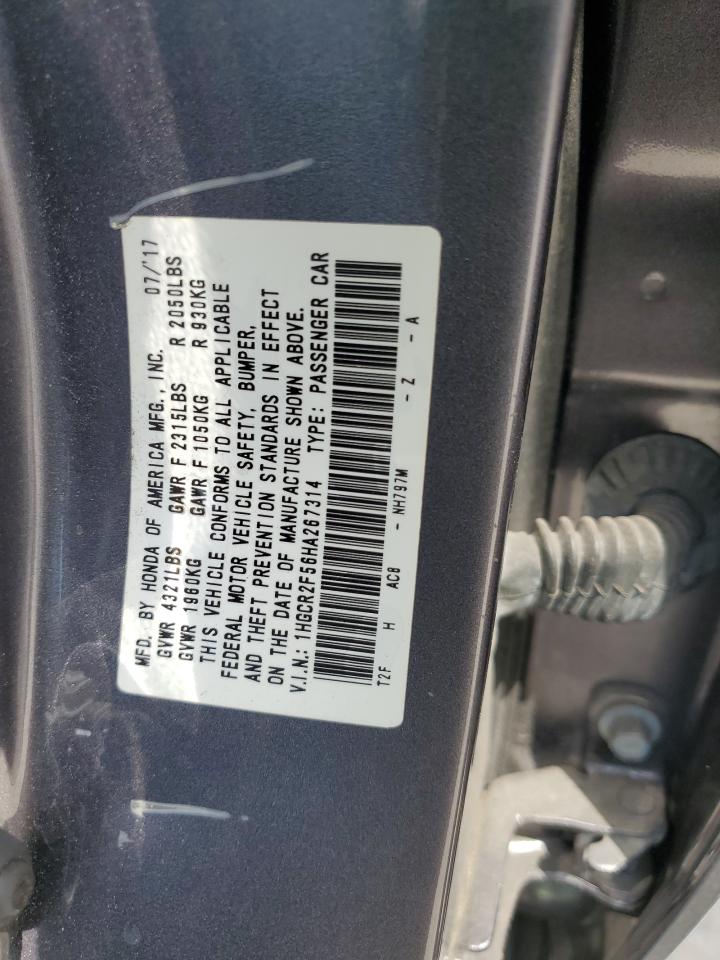 MFD. BY HONDA OF AMERICA MFG., INC. 07/'17
GVWR 4321LBS GAWR F 2315LBS R 2050LBS
GVWR 1960KG GAWR F 1050KG R 930KG
THIS VEHICLE CONFORMS TO ALL APPLICABLE
FEDERAL MOTOR VEHICLE SAFETY, BUMPER,
AND THEFT PREVENTION STANDARDS IN EFFECT
ON THE DATE OF MANUFACTURE SHOWN ABOVE.
V.I.N.: 1HGCR2F56HA267314 TYPE: PASSENGER CAR
T2F H AC8 - NH797M - Z - A